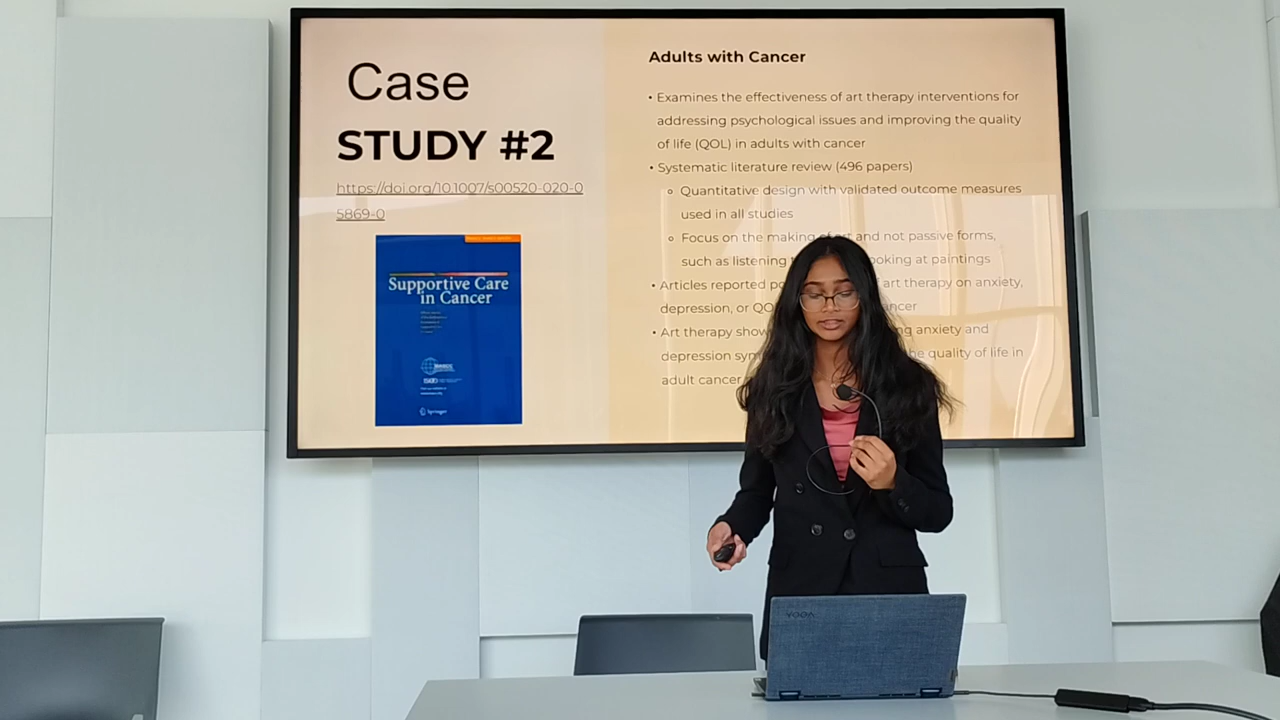 Case
STUDY #2
https://doi.org/10.1007/s00520-020-0
5869-0
Supportive Care
in Cancer
Springer
Adults with Cancer
• Examines the effectiveness of art therapy interventions for
addressing psychological issues and improving the quality
of life (QOL) in adults with cancer
• Systematic literature review (496 papers)
Quantitative design with validated outcome measures
used in all studies
Focus on the making of art and not passive forms,
such as listening looking at paintings
• Articles reported art therapy on anxiety,
depression, or
• Art therapy anxiety and
depression the quality of life in
adult cancer
YOGA